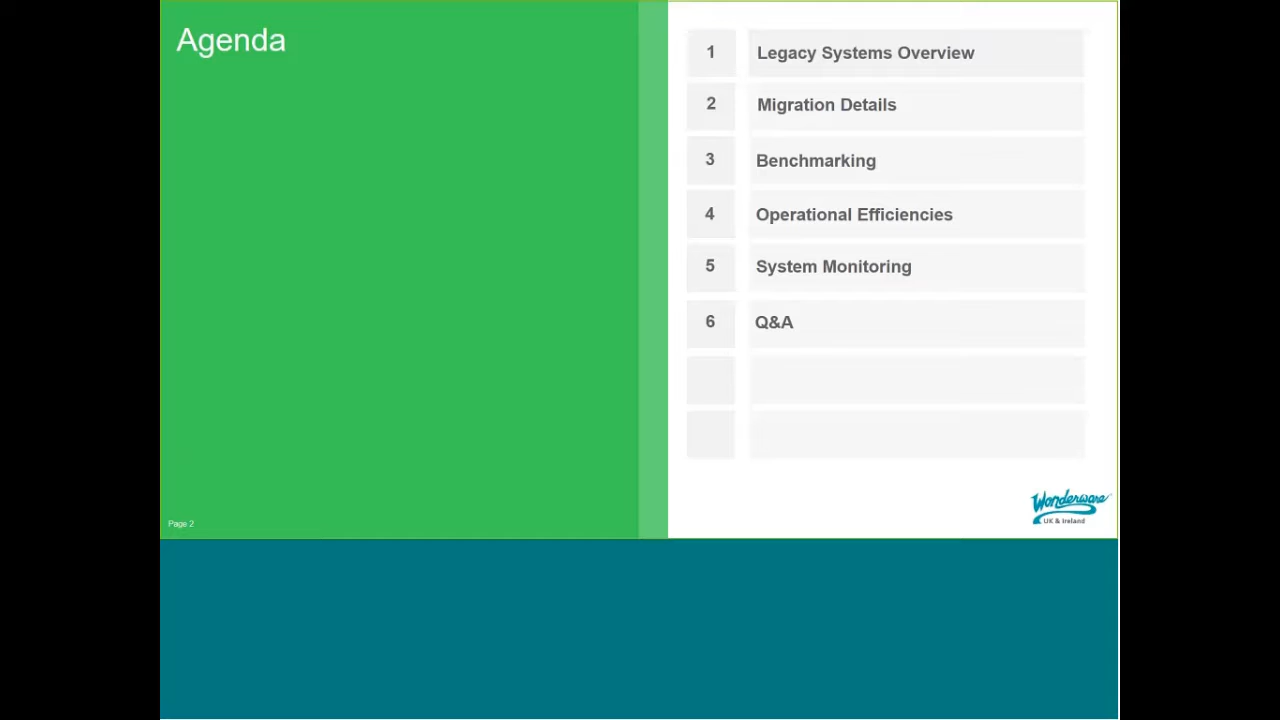 Agenda
1 Legacy Systems Overview
2 Migration Details
3 Benchmarking
4 Operational Efficiencies
5 System Monitoring
6 Q&A
Page 2
Wonderware
UK & Ireland